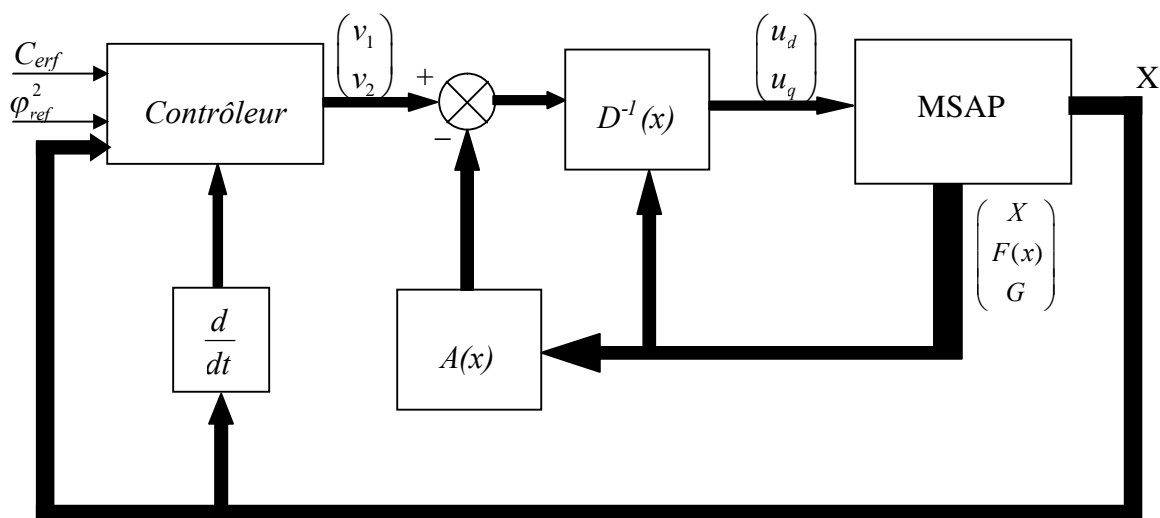 C_erf
φ²_ref
Contrôleur
v₁
v₂
+
−
D⁻¹(x)
u_d
u_q
MSAP
X
X
F(x)
G
A(x)
d
dt